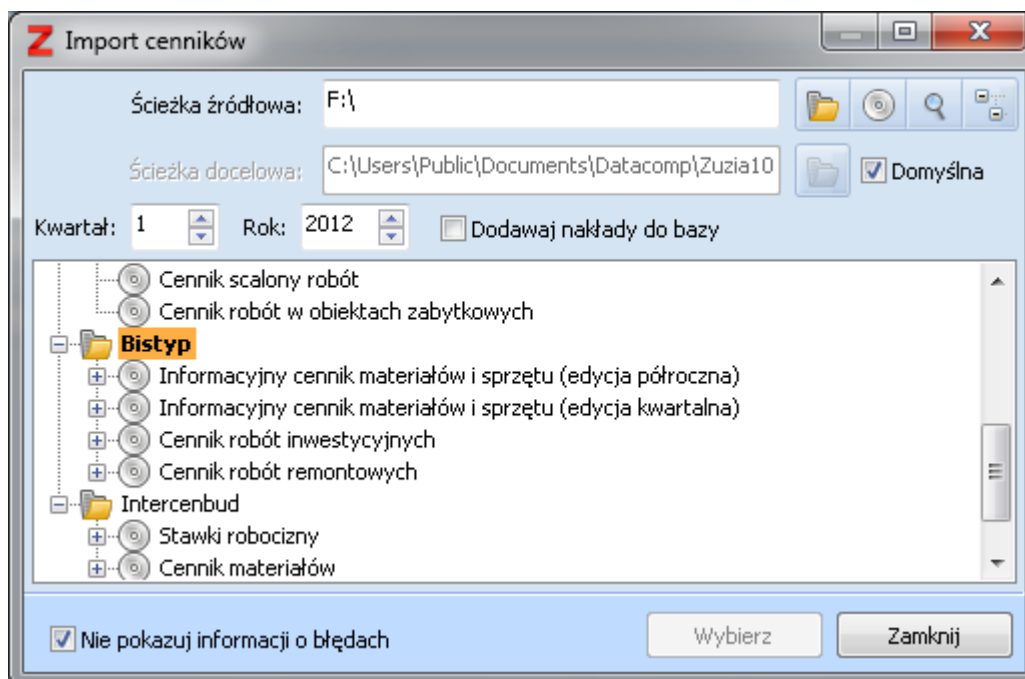 Z Import cenników
Ścieżka źródłowa: F:\
Ścieżka docelowa: C:\Users\Public\Documents\Datacomp\Zuzia10 Domyślna
Kwartał: 1 Rok: 2012 Dodawaj nakłady do bazy
Cennik scalony robót
Cennik robót w obiektach zabytkowych
Bistyp
Informacyjny cennik materiałów i sprzętu (edycja półroczna)
Informacyjny cennik materiałów i sprzętu (edycja kwartalna)
Cennik robót inwestycyjnych
Cennik robót remontowych
Intercenbud
Stawki robocizny
Cennik materiałów
Nie pokazuj informacji o błędach Wybierz Zamknij